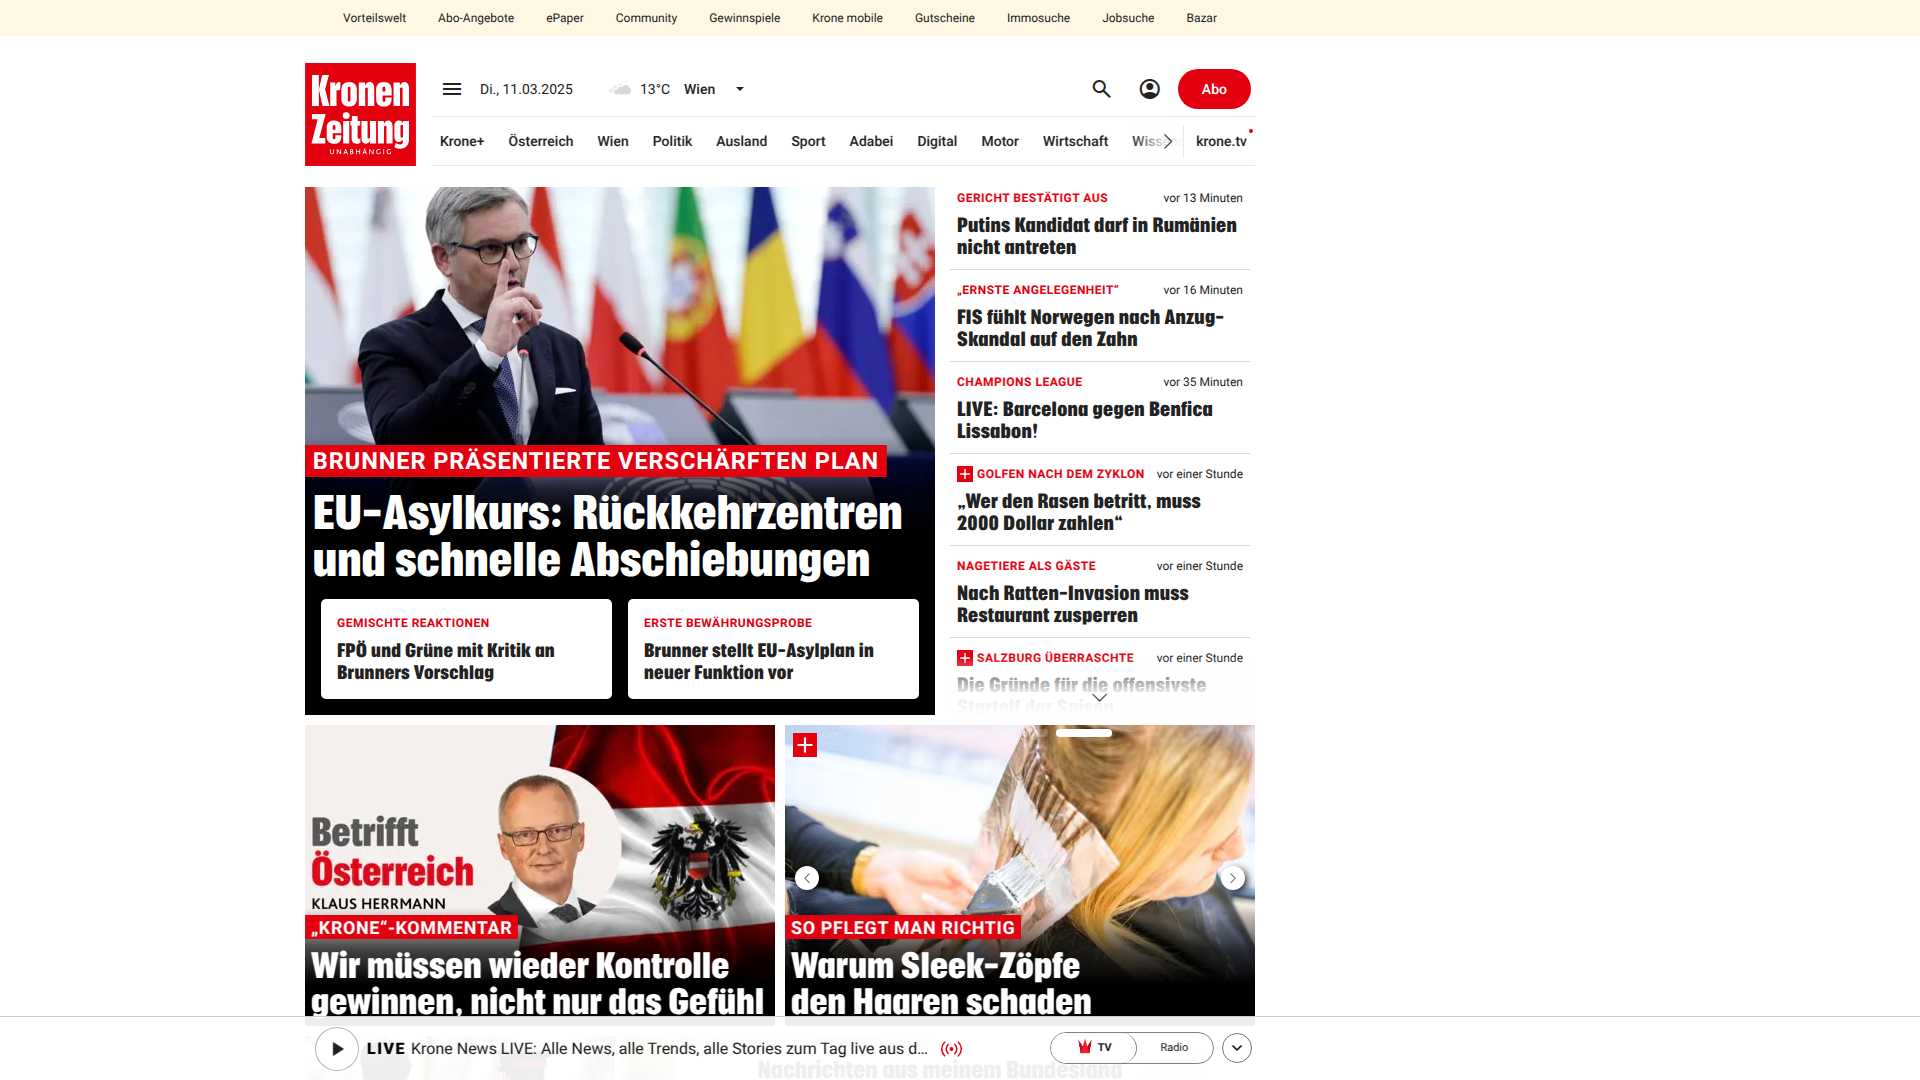 Vorteilswelt Abo-Angebote ePaper Community Gewinnspiele Krone mobile Gutscheine Immosuche Jobsuche Bazar
Kronen
Zeitung
UNABHÄNGIG
Di., 11.03.2025 13°C Wien
Abo
Krone+ Österreich Wien Politik Ausland Sport Adabei Digital Motor Wirtschaft Wissen krone.tv
BRUNNER PRÄSENTIERTE VERSCHÄRFTEN PLAN
EU-Asylkurs: Rückkehrzentren
und schnelle Abschiebungen
GEMISCHTE REAKTIONEN
FPÖ und Grüne mit Kritik an
Brunners Vorschlag
ERSTE BEWÄHRUNGSPROBE
Brunner stellt EU-Asylplan in
neuer Funktion vor
GERICHT BESTÄTIGT AUS vor 13 Minuten
Putins Kandidat darf in Rumänien
nicht antreten
„ERNSTE ANGELEGENHEIT“ vor 16 Minuten
FIS fühlt Norwegen nach Anzug-
Skandal auf den Zahn
CHAMPIONS LEAGUE vor 35 Minuten
LIVE: Barcelona gegen Benfica
Lissabon!
GOLFEN NACH DEM ZYKLON vor einer Stunde
„Wer den Rasen betritt, muss
2000 Dollar zahlen“
NAGETIERE ALS GÄSTE vor einer Stunde
Nach Ratten-Invasion muss
Restaurant zusperren
SALZBURG ÜBERRASCHTE vor einer Stunde
Die Gründe für die offensivste
Startelf der Saison
Betrifft
Österreich
KLAUS HERRMANN
„KRONE“-KOMMENTAR
Wir müssen wieder Kontrolle
gewinnen, nicht nur das Gefühl
SO PFLEGT MAN RICHTIG
Warum Sleek-Zöpfe
den Haaren schaden
LIVE Krone News LIVE: Alle News, alle Trends, alle Stories zum Tag live aus d...
TV Radio
Nachrichten aus meinem Bundesland